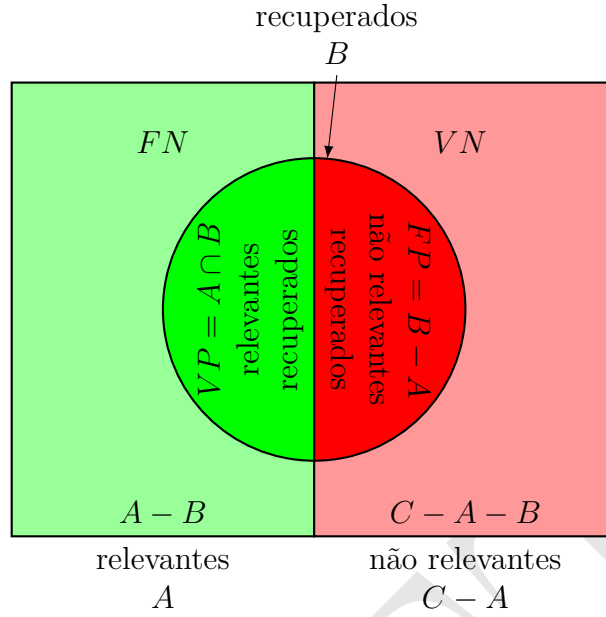 recuperados
B
FN
VN
VP = A ∩ B
relevantes
recuperados
FP = B − A
não relevantes
recuperados
A − B
C − A − B
relevantes
A
não relevantes
C − A